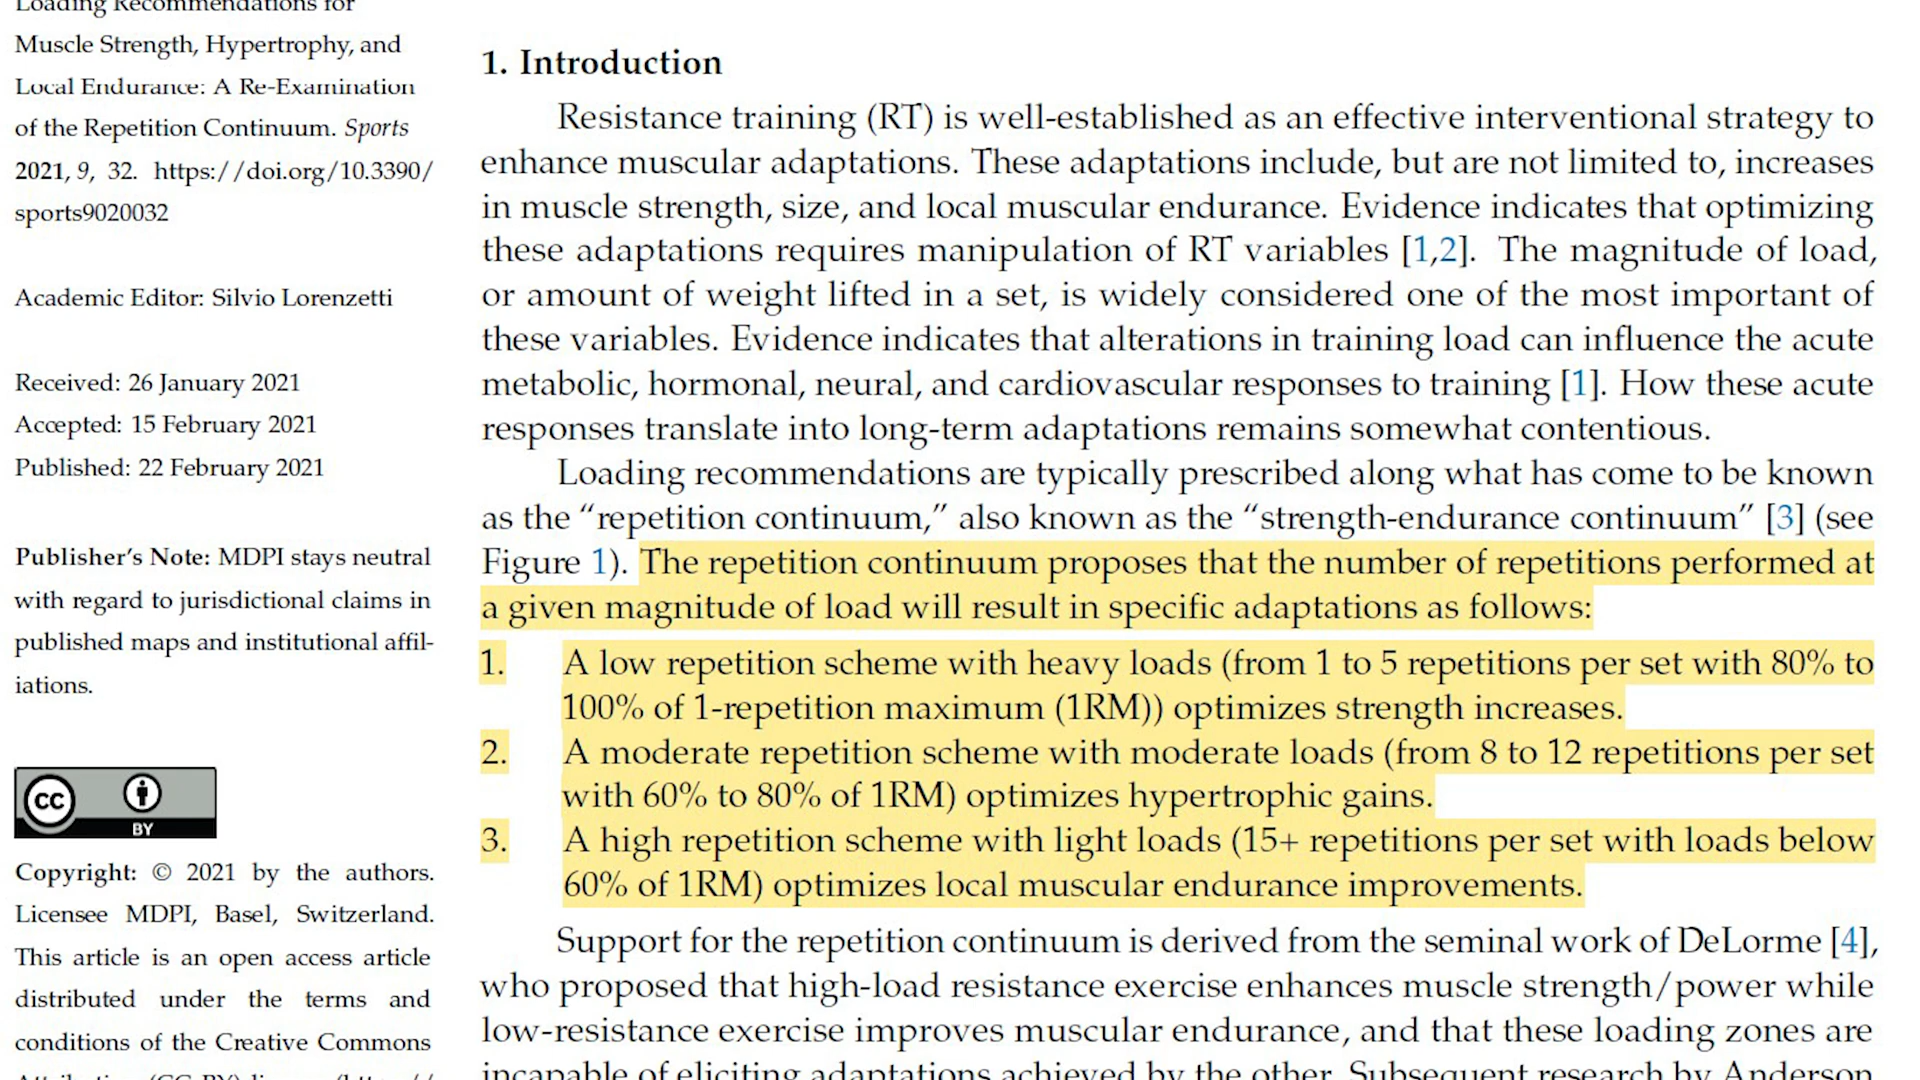 Loading Recommendations for
Muscle Strength, Hypertrophy, and
Local Endurance: A Re-Examination
of the Repetition Continuum. Sports
2021, 9, 32. https://doi.org/10.3390/
sports9020032
Academic Editor: Silvio Lorenzetti
Received: 26 January 2021
Accepted: 15 February 2021
Published: 22 February 2021
Publisher's Note: MDPI stays neutral
with regard to jurisdictional claims in
published maps and institutional affil-
iations.
CC
BY
Copyright: © 2021 by the authors.
Licensee MDPI, Basel, Switzerland.
This article is an open access article
distributed under the terms and
conditions of the Creative Commons
1. Introduction
Resistance training (RT) is well-established as an effective interventional strategy to
enhance muscular adaptations. These adaptations include, but are not limited to, increases
in muscle strength, size, and local muscular endurance. Evidence indicates that optimizing
these adaptations requires manipulation of RT variables [1,2]. The magnitude of load,
or amount of weight lifted in a set, is widely considered one of the most important of
these variables. Evidence indicates that alterations in training load can influence the acute
metabolic, hormonal, neural, and cardiovascular responses to training [1]. How these acute
responses translate into long-term adaptations remains somewhat contentious.
Loading recommendations are typically prescribed along what has come to be known
as the “repetition continuum,” also known as the “strength-endurance continuum” [3] (see
Figure 1). The repetition continuum proposes that the number of repetitions performed at
a given magnitude of load will result in specific adaptations as follows:
1. A low repetition scheme with heavy loads (from 1 to 5 repetitions per set with 80% to
100% of 1-repetition maximum (1RM)) optimizes strength increases.
2. A moderate repetition scheme with moderate loads (from 8 to 12 repetitions per set
with 60% to 80% of 1RM) optimizes hypertrophic gains.
3. A high repetition scheme with light loads (15+ repetitions per set with loads below
60% of 1RM) optimizes local muscular endurance improvements.
Support for the repetition continuum is derived from the seminal work of DeLorme [4],
who proposed that high-load resistance exercise enhances muscle strength/power while
low-resistance exercise improves muscular endurance, and that these loading zones are
incapable of eliciting adaptations achieved by the other. Subsequent research by Anderson